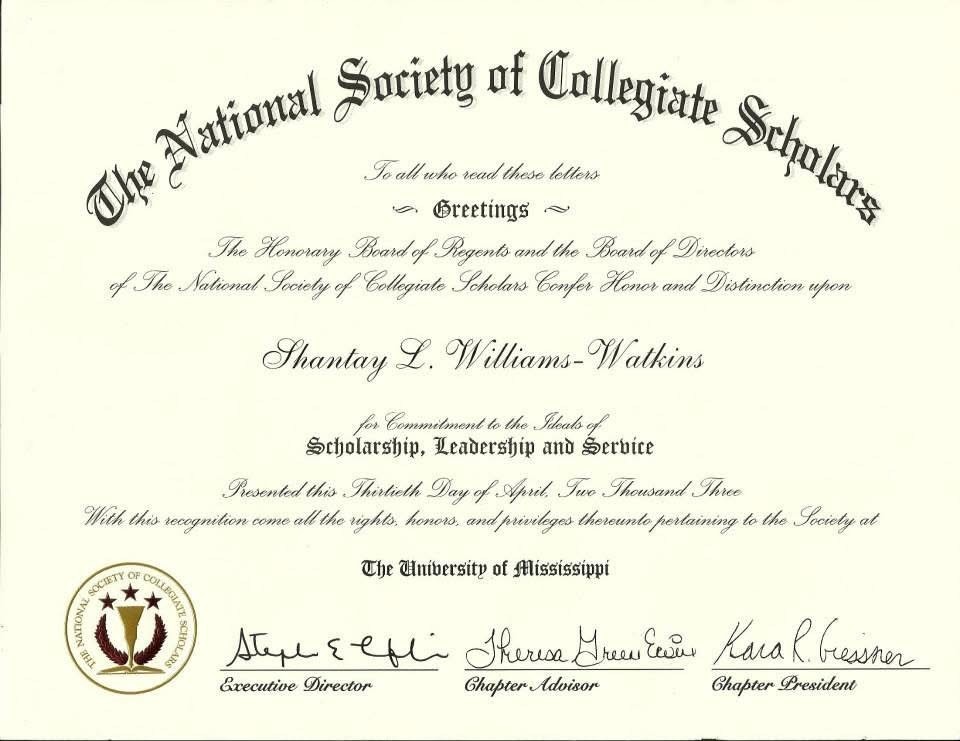 The National Society of Collegiate Scholars
To all who read these letters
~ Greetings ~
The Honorary Board of Regents and the Board of Directors
of The National Society of Collegiate Scholars Confer Honor and Distinction upon
Shantay L. Williams-Watkins
for Commitment to the Ideals of
Scholarship, Leadership and Service
Presented this Thirtieth Day of April, Two Thousand Three
With this recognition come all the rights, honors, and privileges thereunto pertaining to the Society at
The University of Mississippi
THE NATIONAL SOCIETY OF COLLEGIATE SCHOLARS
Theresa Green
Kara R. Giessner
Executive Director
Chapter Advisor
Chapter President